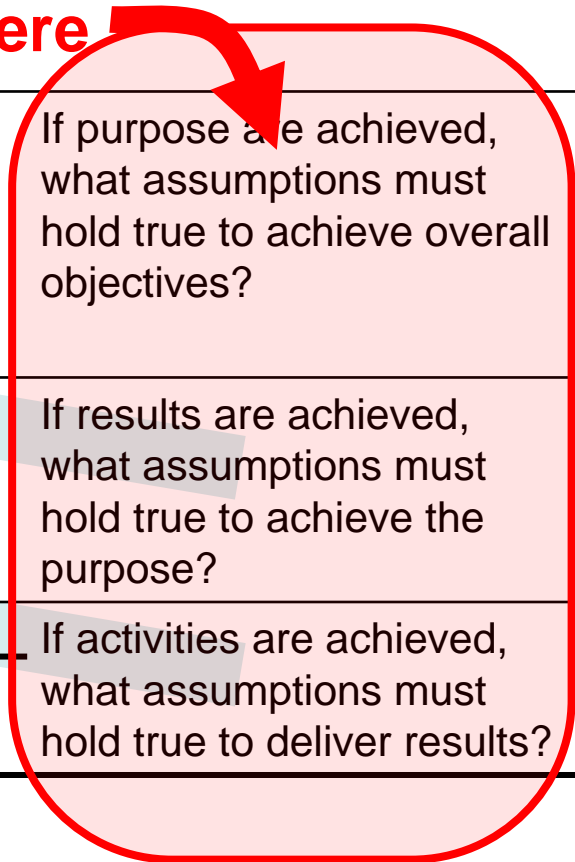 ere
If purpose are achieved,
what assumptions must
hold true to achieve overall
objectives?
If results are achieved,
what assumptions must
hold true to achieve the
purpose?
If activities are achieved,
what assumptions must
hold true to deliver results?